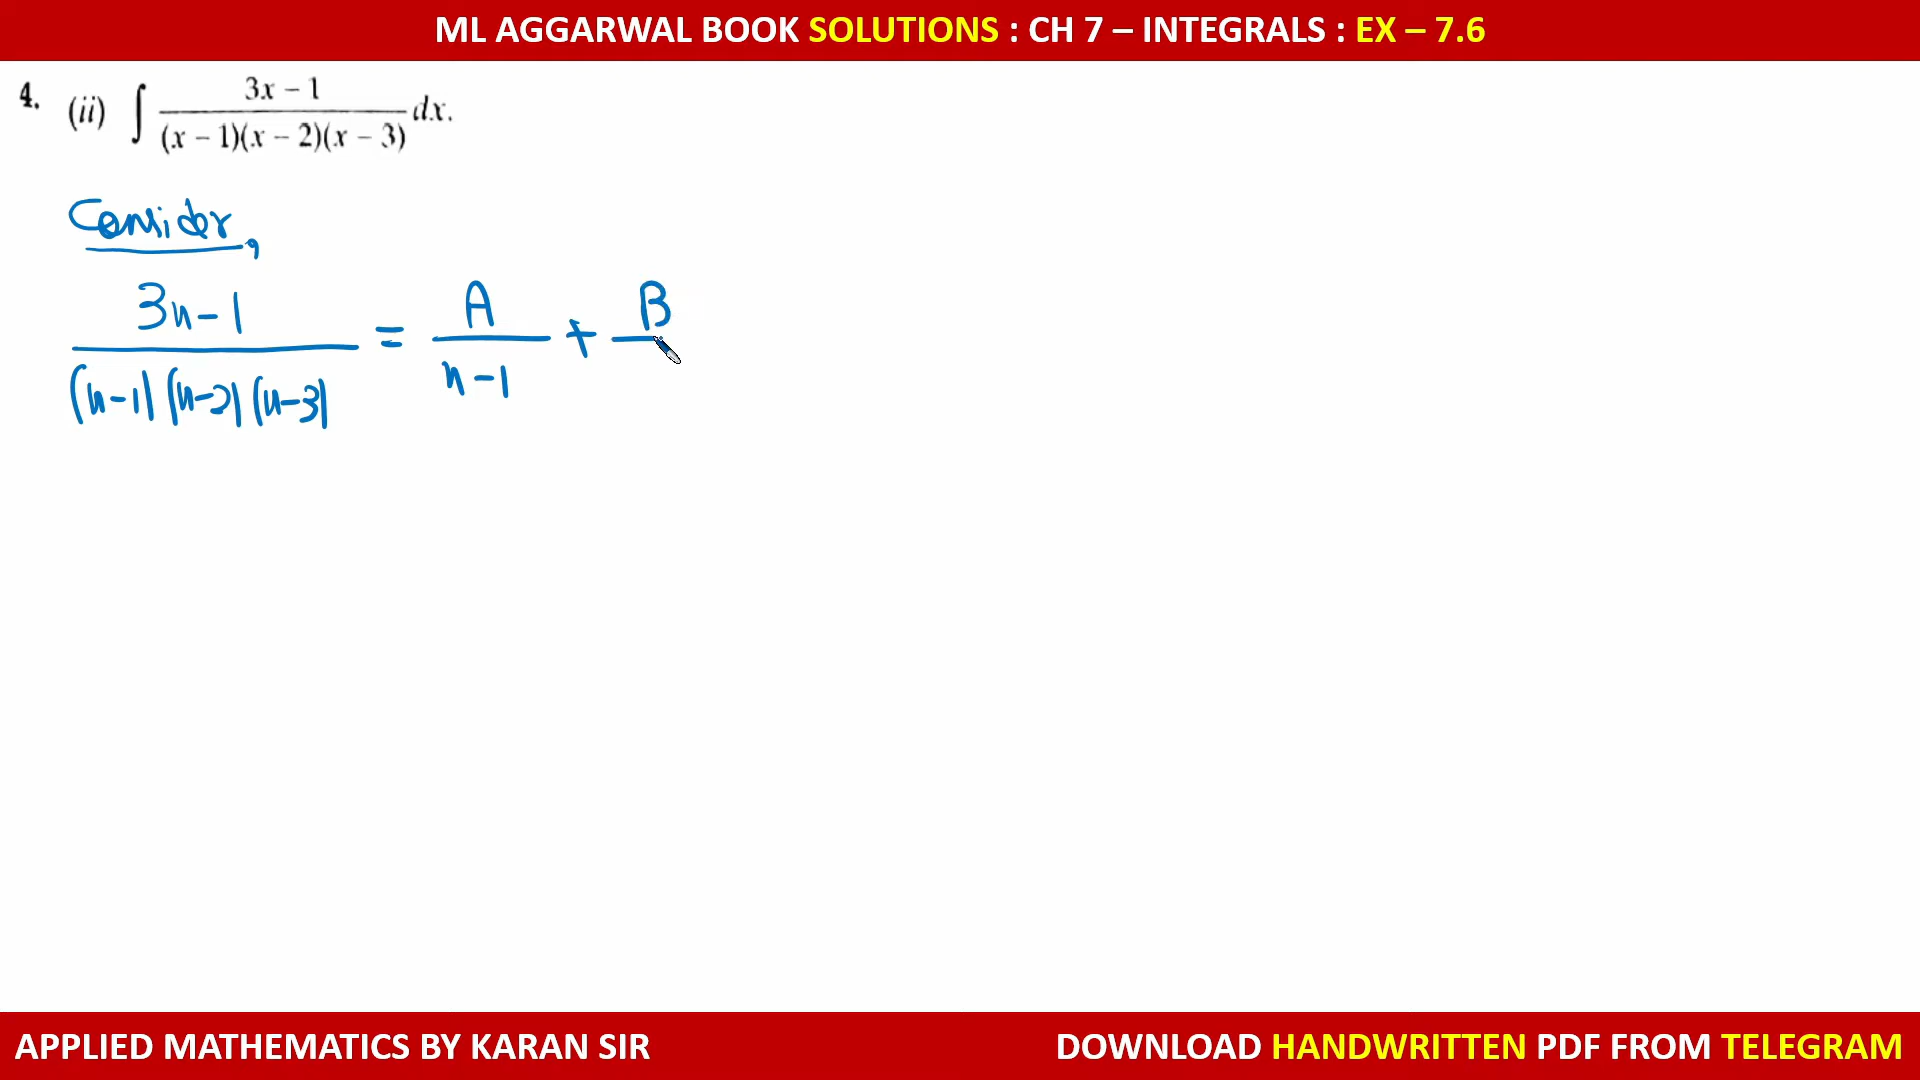 ML AGGARWAL BOOK SOLUTIONS : CH 7 – INTEGRALS : EX – 7.6
4. (ii) ∫ (3x – 1)/((x – 1)(x – 2)(x – 3)) dx.
Consider,
(3x-1)/((x-1)(x-2)(x-3)) = A/(x-1) + B/
APPLIED MATHEMATICS BY KARAN SIR
DOWNLOAD HANDWRITTEN PDF FROM TELEGRAM